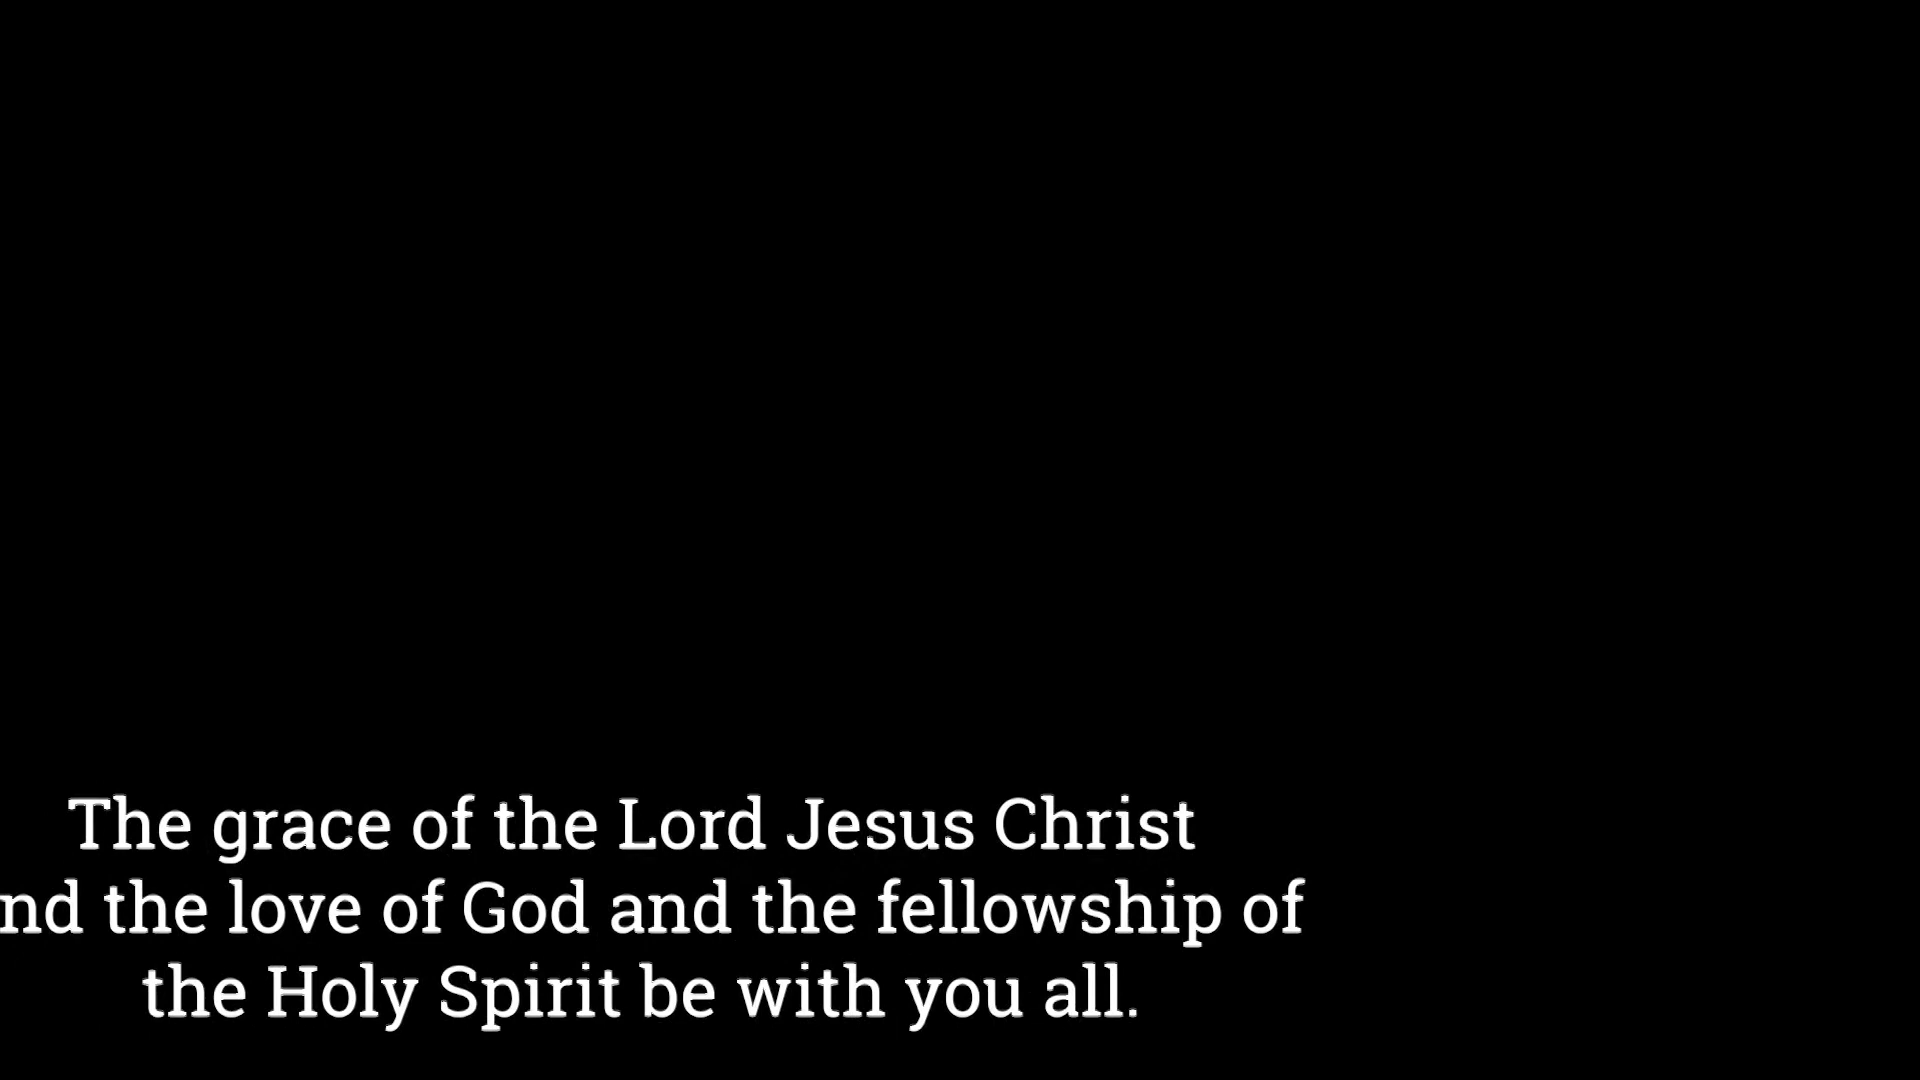 The grace of the Lord Jesus Christ
nd the love of God and the fellowship of
the Holy Spirit be with you all.